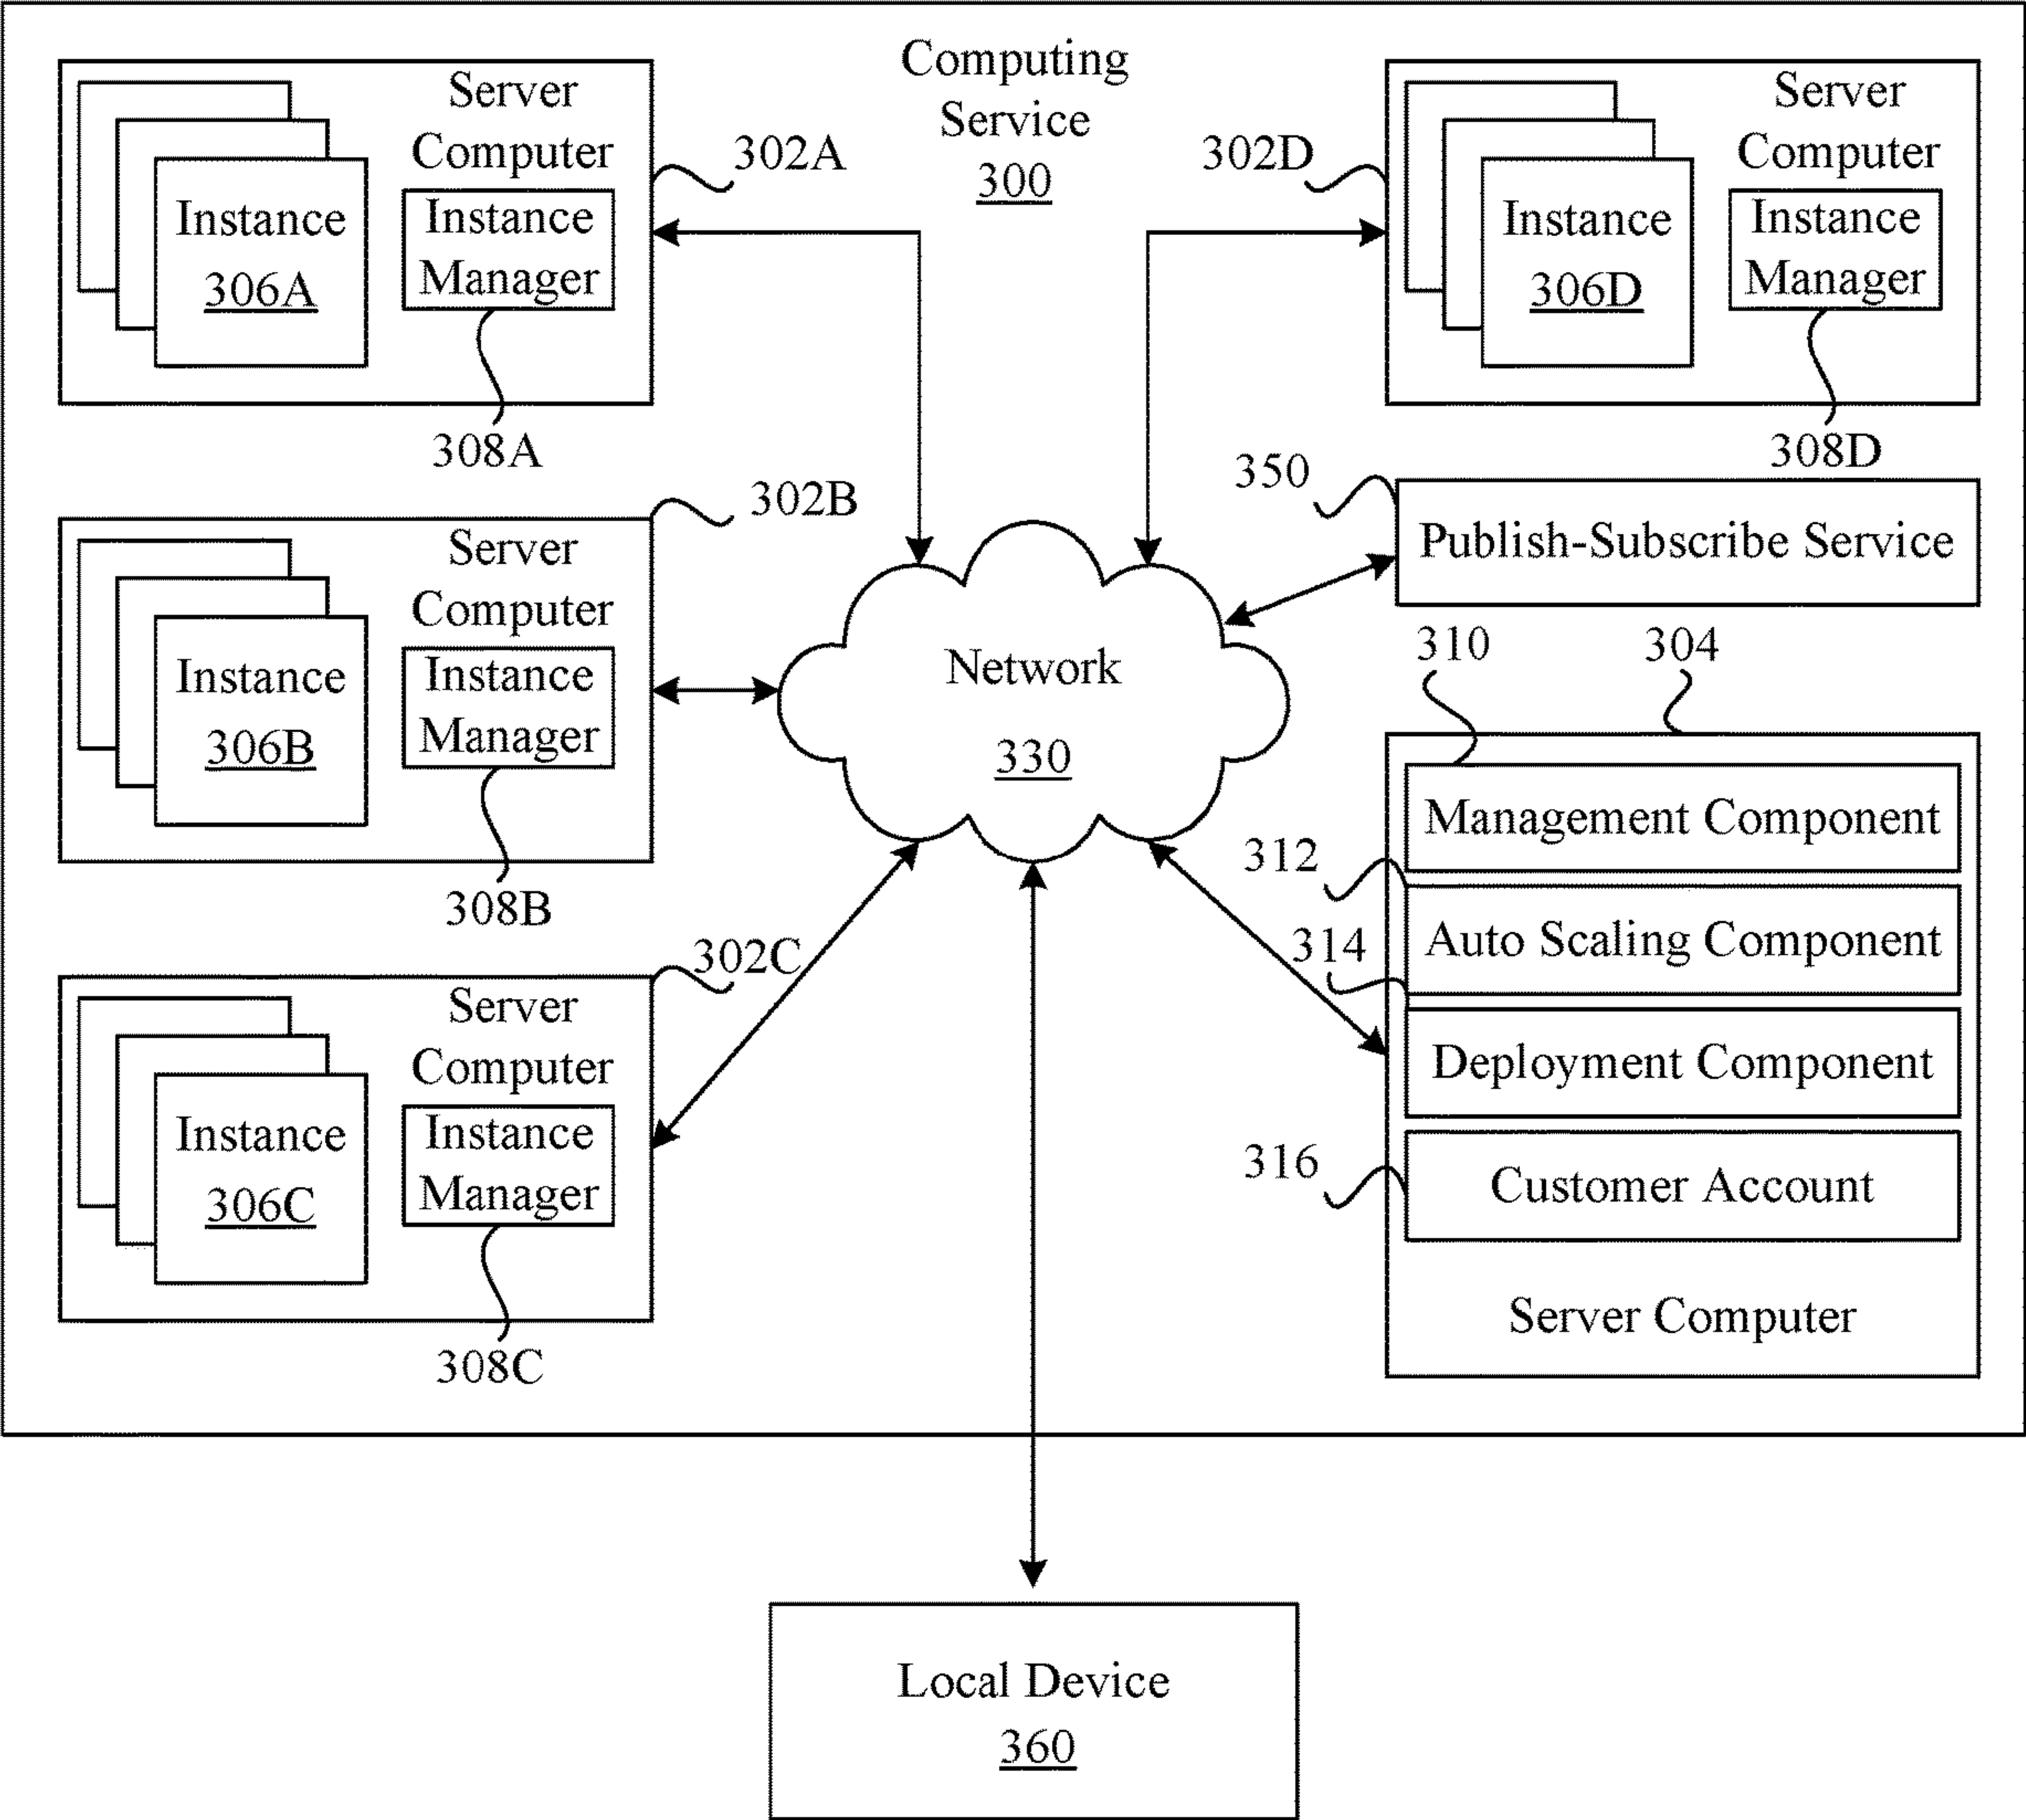 Computing
Service
300
Server
Computer
302A
Instance
306A
Instance
Manager
308A
302D
Server
Computer
Instance
306D
Instance
Manager
308D
302B
Server
Computer
Instance
306B
Instance
Manager
308B
350
Publish-Subscribe Service
Network
330
310
304
Management Component
312
Auto Scaling Component
314
Deployment Component
316
Customer Account
Server Computer
302C
Server
Computer
Instance
306C
Instance
Manager
308C
Local Device
360